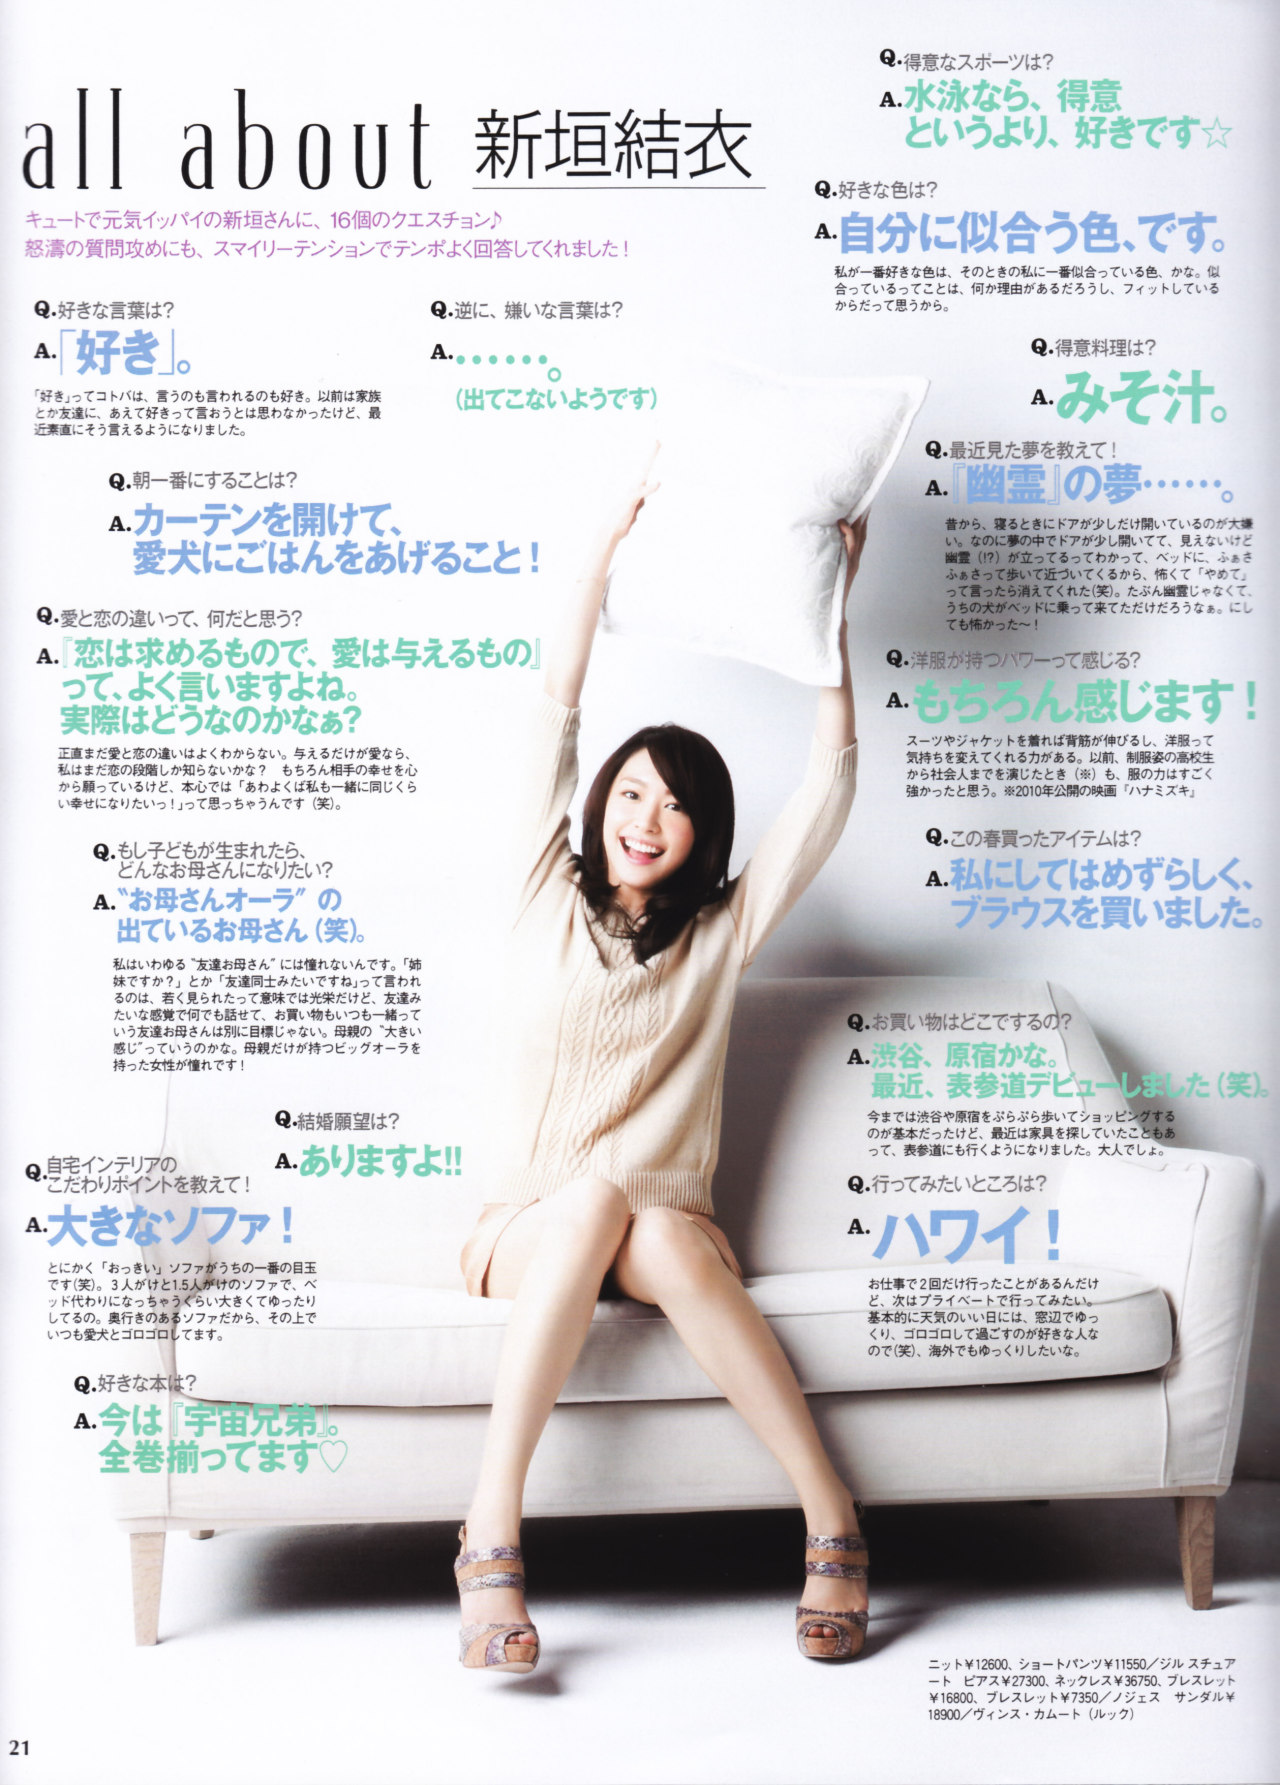 all about 新垣結衣
キュートで元気イッパイの新垣さんに、16個のクエスチョン♪
怒濤の質問攻めにも、スマイリーテンションでテンポよく回答してくれました！
Q.好きな言葉は?
A.「好き」。
「好き」ってコトバは、言うのも言われるのも好き。以前は家族
とか友達に、あえて好きって言おうとは思わなかったけど、最
近素直にそう言えるようになりました。
Q.逆に、嫌いな言葉は?
A.……。
(出てこないようです)
Q.朝一番にすることは?
A.カーテンを開けて、
愛犬にごはんをあげること！
Q.愛と恋の違いって、何だと思う?
A.『恋は求めるもので、愛は与えるもの』
って、よく言いますよね。
実際はどうなのかなぁ?
正直まだ愛と恋の違いはよくわからない。与えるだけが愛なら、
私はまだ恋の段階しか知らないかな？　もちろん相手の幸せを心
から願っているけど、本心では「あわよくば私も一緒に同じくら
い幸せになりたいっ！」って思っちゃうんです（笑）。
Q.もし子どもが生まれたら、
どんなお母さんになりたい?
A.〝お母さんオーラ〟の
出ているお母さん（笑）。
私はいわゆる〝友達お母さん〟には憧れないんです。「姉
妹ですか？」とか「友達同士みたいですね」って言われ
るのは、若く見られたって意味では光栄だけど、友達み
たいな感覚で何でも話せて、お買い物もいつも一緒って
いう友達お母さんは別に目標じゃない。母親の〝大きい
感じ〟っていうのかな。母親だけが持つビッグオーラを
持った女性が憧れです！
Q.結婚願望は?
A.ありますよ!!
Q.自宅インテリアの
こだわりポイントを教えて！
A.大きなソファ！
とにかく「おっきい」ソファがうちの一番の目玉
です(笑)。３人がけと1.5人がけのソファで、ベ
ッド代わりになっちゃうくらい大きくてゆったり
してるの。奥行きのあるソファだから、その上で
いつも愛犬とゴロゴロしてます。
Q.好きな本は?
A.今は『宇宙兄弟』。
全巻揃ってます♡
Q.得意なスポーツは?
A.水泳なら、得意
というより、好きです☆
Q.好きな色は?
A.自分に似合う色、です。
私が一番好きな色は、そのときの私に一番似合っている色、かな。似
合っているってことは、何か理由があるだろうし、フィットしている
からだって思うから。
Q.得意料理は?
A.みそ汁。
Q.最近見た夢を教えて！
A.『幽霊』の夢……。
昔から、寝るときにドアが少しだけ開いているのが大嫌
い。なのに夢の中でドアが少し開いてて、見えないけど
幽霊（!?）が立ってるってわかって、ベッドに、ふぁさ
ふぁさって歩いて近づいてくるから、怖くて「やめて」
って言ったら消えてくれた(笑)。たぶん幽霊じゃなくて、
うちの犬がベッドに乗って来てただけだろうなぁ。にし
ても怖かった〜！
Q.洋服が持つパワーって感じる?
A.もちろん感じます！
スーツやジャケットを着れば背筋が伸びるし、洋服って
気持ちを変えてくれる力がある。以前、制服姿の高校生
から社会人までを演じたとき（※）も、服の力はすごく
強かったと思う。※2010年公開の映画『ハナミズキ』
Q.この春買ったアイテムは?
A.私にしてはめずらしく、
ブラウスを買いました。
Q.お買い物はどこでするの?
A.渋谷、原宿かな。
最近、表参道デビューしました（笑）。
今までは渋谷や原宿をぷらぷら歩いてショッピングする
のが基本だったけど、最近は家具を探していたこともあ
って、表参道にも行くようになりました。大人でしょ。
Q.行ってみたいところは?
A.ハワイ！
お仕事で２回だけ行ったことがあるんだけ
ど、次はプライベートで行ってみたい。
基本的に天気のいい日には、窓辺でゆっ
くり、ゴロゴロして過ごすのが好きな人な
ので(笑)、海外でもゆっくりしたいな。
ニット￥12600、ショートパンツ￥11550／ジル スチュア
ート　ピアス￥27300、ネックレス￥36750、ブレスレット
￥16800、ブレスレット￥7350／ノジェス　サンダル￥
18900／ヴィンス・カムート（ルック）
21